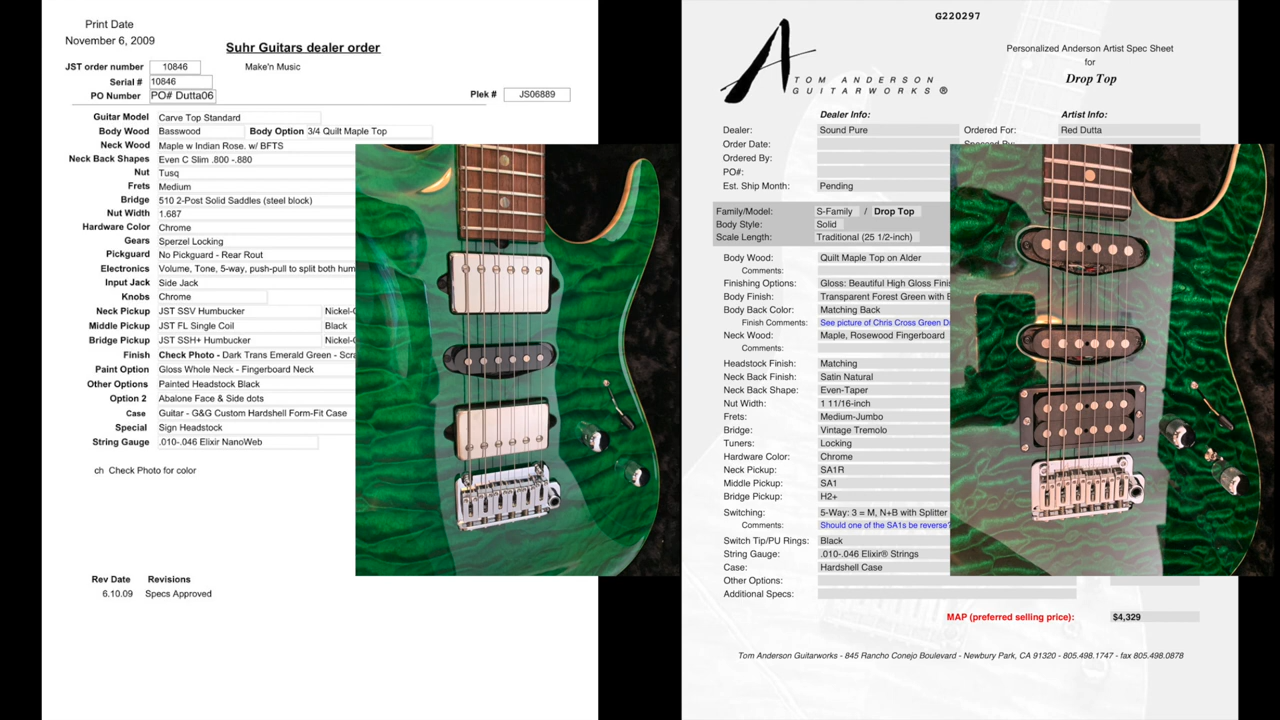 Print Date
November 6, 2009
Suhr Guitars dealer order
JST order number 10846 Make'n Music
Serial # 10846
PO Number PO# Dutta06 Plek # JS06889
Guitar Model Carve Top Standard
Body Wood Basswood Body Option 3/4 Quilt Maple Top
Neck Wood Maple w Indian Rose. w/ BFTS
Neck Back Shapes Even C Slim .800 -.880
Nut Tusq
Frets Medium
Bridge 510 2-Post Solid Saddles (steel block)
Nut Width 1.687
Hardware Color Chrome
Gears Sperzel Locking
Pickguard No Pickguard - Rear Rout
Electronics Volume, Tone, 5-way, push-pull to split both hum
Input Jack Side Jack
Knobs Chrome
Neck Pickup JST SSV Humbucker Nickel-
Middle Pickup JST FL Single Coil Black
Bridge Pickup JST SSH+ Humbucker Nickel-
Finish Check Photo - Dark Trans Emerald Green - Scra
Paint Option Gloss Whole Neck - Fingerboard Neck
Other Options Painted Headstock Black
Option 2 Abalone Face & Side dots
Case Guitar - G&G Custom Hardshell Form-Fit Case
Special Sign Headstock
String Gauge .010-.046 Elixir NanoWeb
ch Check Photo for color
Rev Date Revisions
6.10.09 Specs Approved
G220297
TOM ANDERSON
GUITARWORKS ®
Personalized Anderson Artist Spec Sheet
for
Drop Top
Dealer Info: Artist Info:
Dealer: Sound Pure Ordered For: Red Dutta
Order Date:
Ordered By:
PO#:
Est. Ship Month: Pending
Family/Model: S-Family / Drop Top
Body Style: Solid
Scale Length: Traditional (25 1/2-inch)
Body Wood: Quilt Maple Top on Alder
Comments:
Finishing Options: Gloss: Beautiful High Gloss Finis
Body Finish: Transparent Forest Green with
Body Back Color: Matching Back
Finish Comments: See picture of Chris Cross Green
Neck Wood: Maple, Rosewood Fingerboard
Comments:
Headstock Finish: Matching
Neck Back Finish: Satin Natural
Neck Back Shape: Even-Taper
Nut Width: 1 11/16-inch
Frets: Medium-Jumbo
Bridge: Vintage Tremolo
Tuners: Locking
Hardware Color: Chrome
Neck Pickup: SA1R
Middle Pickup: SA1
Bridge Pickup: H2+
Switching: 5-Way: 3 = M, N+B with Splitter
Comments: Should one of the SA1s be reverse?
Switch Tip/PU Rings: Black
String Gauge: .010-.046 Elixir® Strings
Case: Hardshell Case
Other Options:
Additional Specs:
MAP (preferred selling price): $4,329
Tom Anderson Guitarworks - 845 Rancho Conejo Boulevard - Newbury Park, CA 91320 - 805.498.1747 - fax 805.498.0878